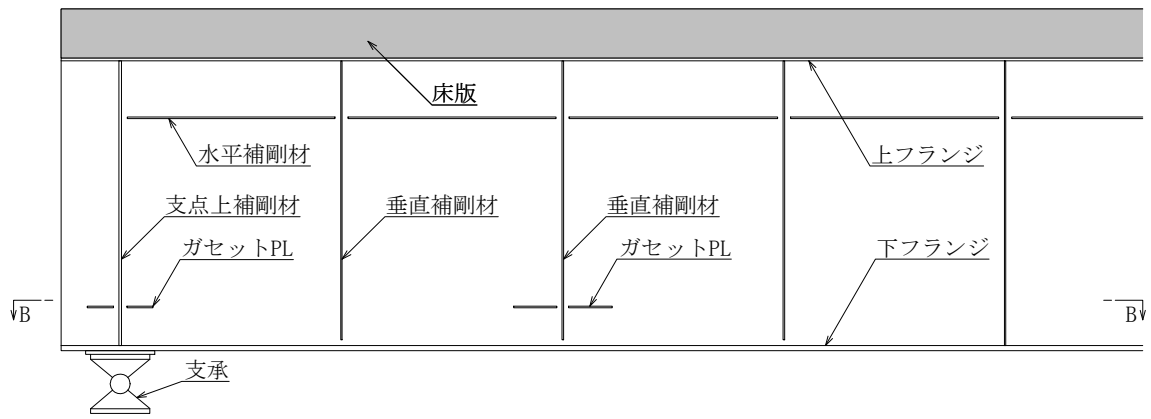 床版
水平補剛材
上フランジ
支点上補剛材
垂直補剛材
垂直補剛材
ガセットPL
ガセットPL
下フランジ
B
B
支承